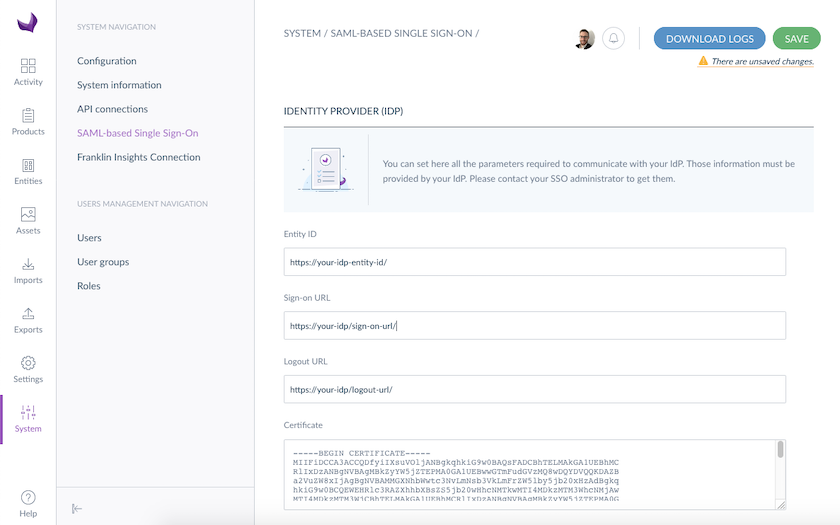 SYSTEM NAVIGATION
Configuration
System information
API connections
SAML-based Single Sign-On
Franklin Insights Connection
USERS MANAGEMENT NAVIGATION
Users
User groups
Roles
Activity
Products
Entities
Assets
Imports
Exports
Settings
System
Help
SYSTEM / SAML-BASED SINGLE SIGN-ON /
DOWNLOAD LOGS
SAVE
There are unsaved changes.
IDENTITY PROVIDER (IDP)
You can set here all the parameters required to communicate with your IdP. Those information must be
provided by your IdP. Please contact your SSO administrator to get them.
Entity ID
https://your-idp-entity-id/
Sign-on URL
https://your-idp/sign-on-url/
Logout URL
https://your-idp/logout-url/
Certificate
-----BEGIN CERTIFICATE-----